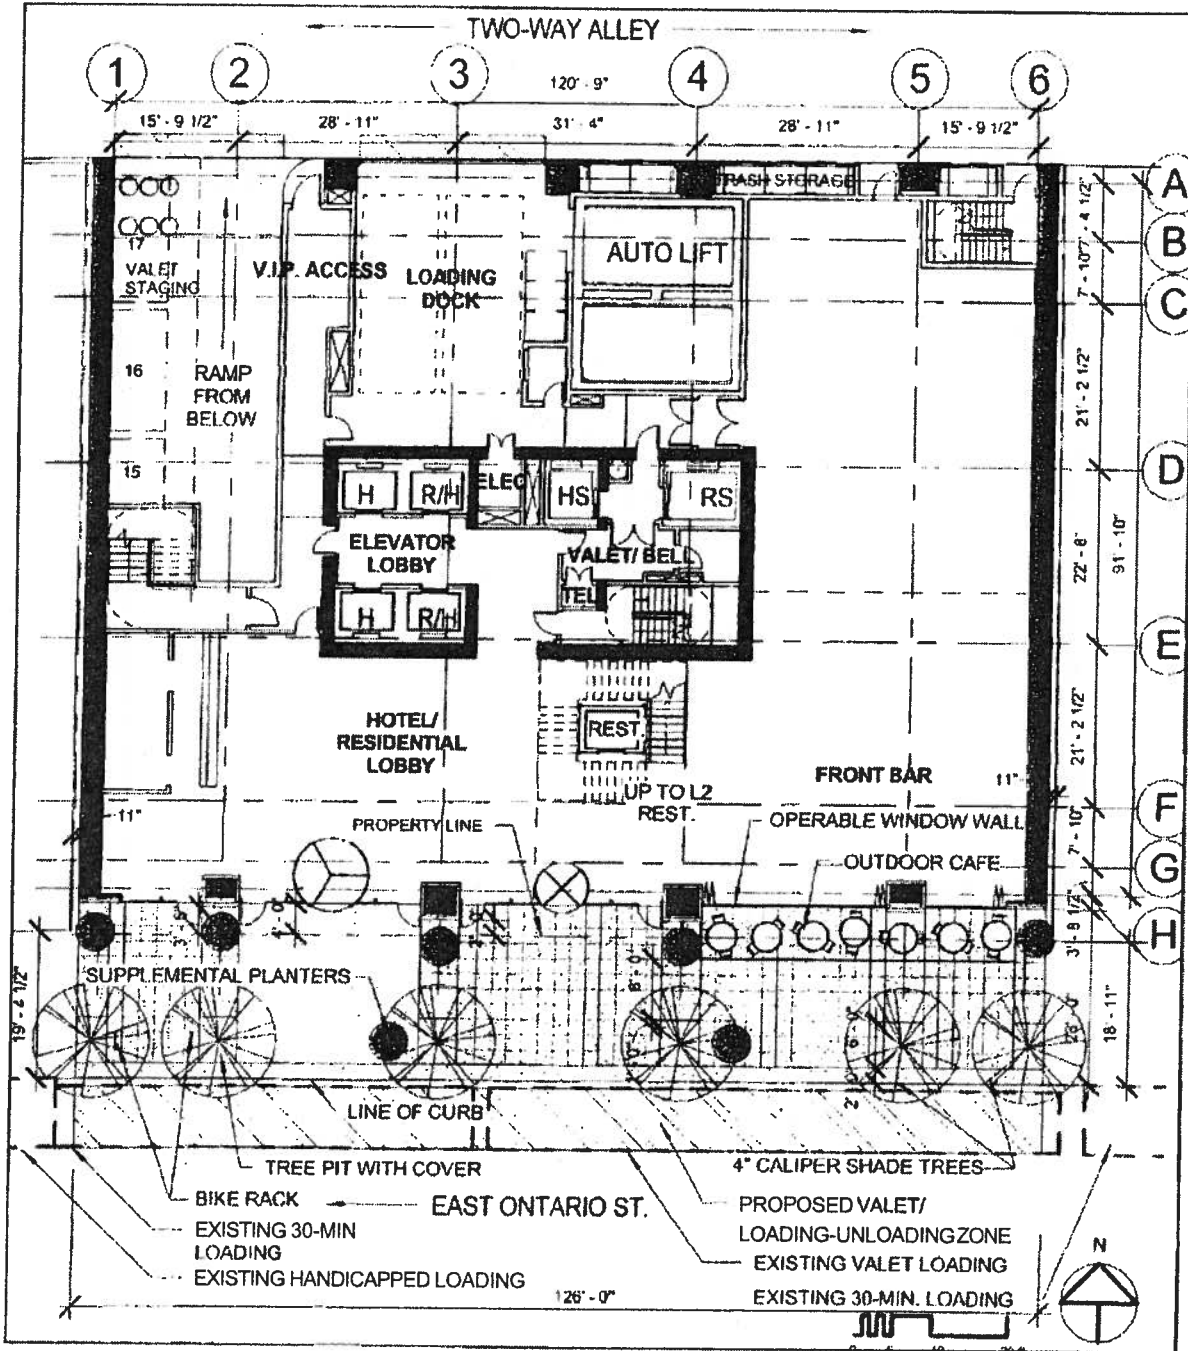 TWO-WAY ALLEY
1
2
3
4
5
6
120' - 9"
15' - 9 1/2"
28' - 11"
31' - 4"
28' - 11"
15' - 9 1/2"
TRASH STORAGE
A
B
C
D
E
F
G
H
17
VALET
STAGING
V.I.P. ACCESS
LOADING
DOCK
AUTO LIFT
7' - 10"
16
RAMP
FROM
BELOW
21' - 2 1/2"
15
H
R/H
ELEC
HS
RS
ELEVATOR
LOBBY
VALET/ BELL
TEL
H
R/H
22' - 8"
91' - 10"
HOTEL/
RESIDENTIAL
LOBBY
REST.
UP TO L2
REST.
FRONT BAR
11"
21' - 2 1/2"
11"
PROPERTY LINE
OPERABLE WINDOW WALL
OUTDOOR CAFE
7' - 10"
3' - 8 1/2"
SUPPLEMENTAL PLANTERS
19' - 2 1/2"
18' - 11"
LINE OF CURB
TREE PIT WITH COVER
4" CALIPER SHADE TREES
BIKE RACK
EAST ONTARIO ST.
PROPOSED VALET/
LOADING-UNLOADING ZONE
EXISTING 30-MIN
LOADING
EXISTING VALET LOADING
EXISTING HANDICAPPED LOADING
EXISTING 30-MIN. LOADING
126' - 0"
N